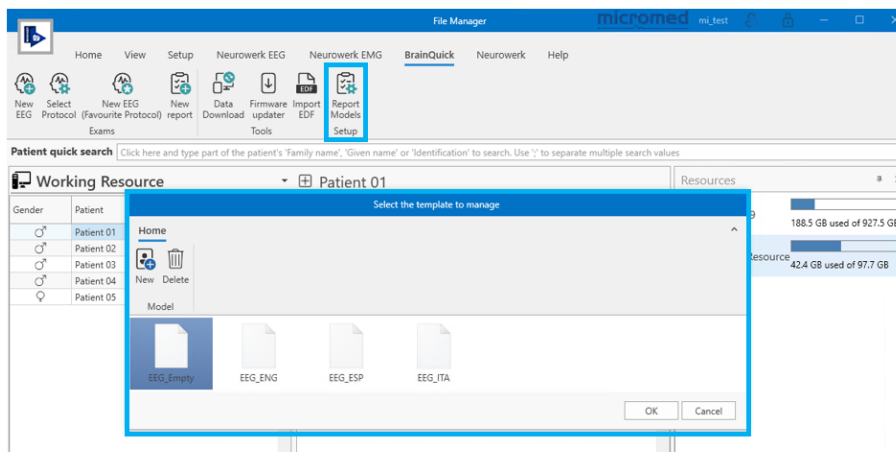 File Manager
micromed
mi_test
Home View Setup Neurowerk EEG Neurowerk EMG BrainQuick Neurowerk Help
New EEG
Select Protocol
New EEG (Favourite Protocol)
New report
Data Download
Firmware updater
EDF
Import EDF
Report Models
Exams
Tools
Setup
Patient quick search
Click here and type part of the patient's 'Family name', 'Given name' or 'Identification' to search. Use ';' to separate multiple search values
Working Resource
Patient 01
Resources
Gender
Patient
Patient 01
Patient 02
Patient 03
Patient 04
Patient 05
188.5 GB used of 927.5 GB
esource
42.4 GB used of 97.7 GB
Select the template to manage
Home
New
Delete
Model
EEG_Empty
EEG_ENG
EEG_ESP
EEG_ITA
OK
Cancel